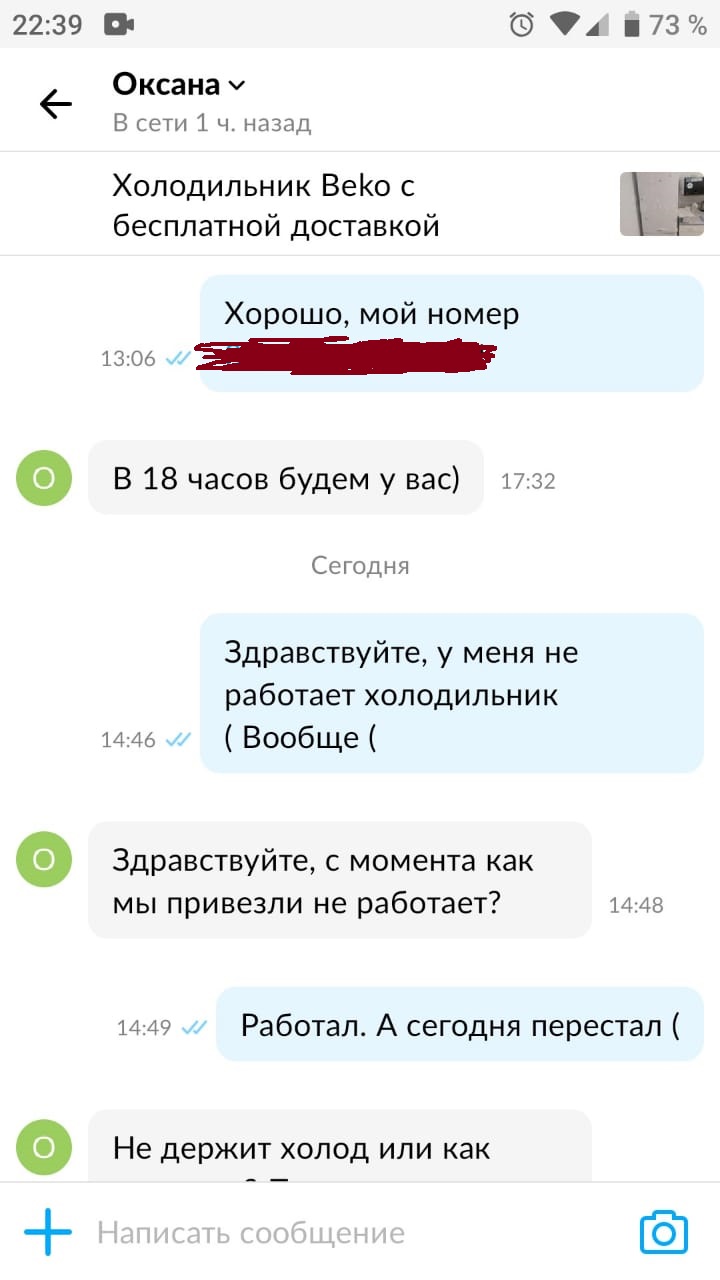 22:39
73 %
Оксана
В сети 1 ч. назад
Холодильник Beko с
бесплатной доставкой
Хорошо, мой номер
13:06
В 18 часов будем у вас)
17:32
Сегодня
Здравствуйте, у меня не
работает холодильник
( Вообще (
14:46
О
Здравствуйте, с момента как
мы привезли не работает?
14:48
14:49
Работал. А сегодня перестал (
О
Не держит холод или как
Написать сообщение